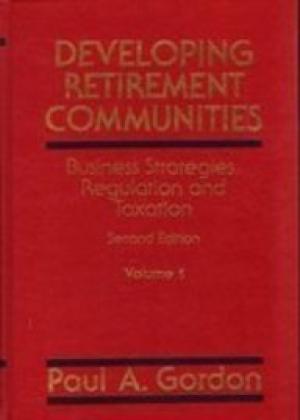 DEVELOPING
RETIREMENT
COMMUNITIES
Business Strategies,
Regulation and
Taxation
Second Edition
Volume 1
Paul A. Gordon